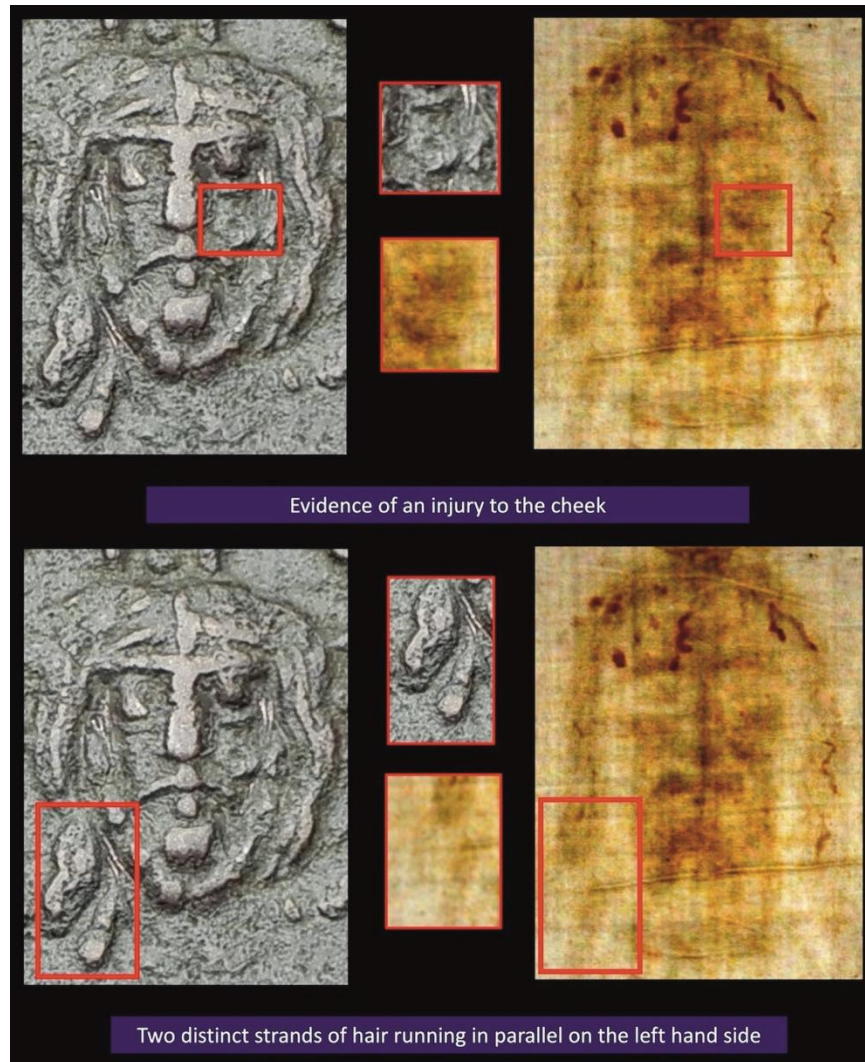 Evidence of an injury to the cheek
Two distinct strands of hair running in parallel on the left hand side